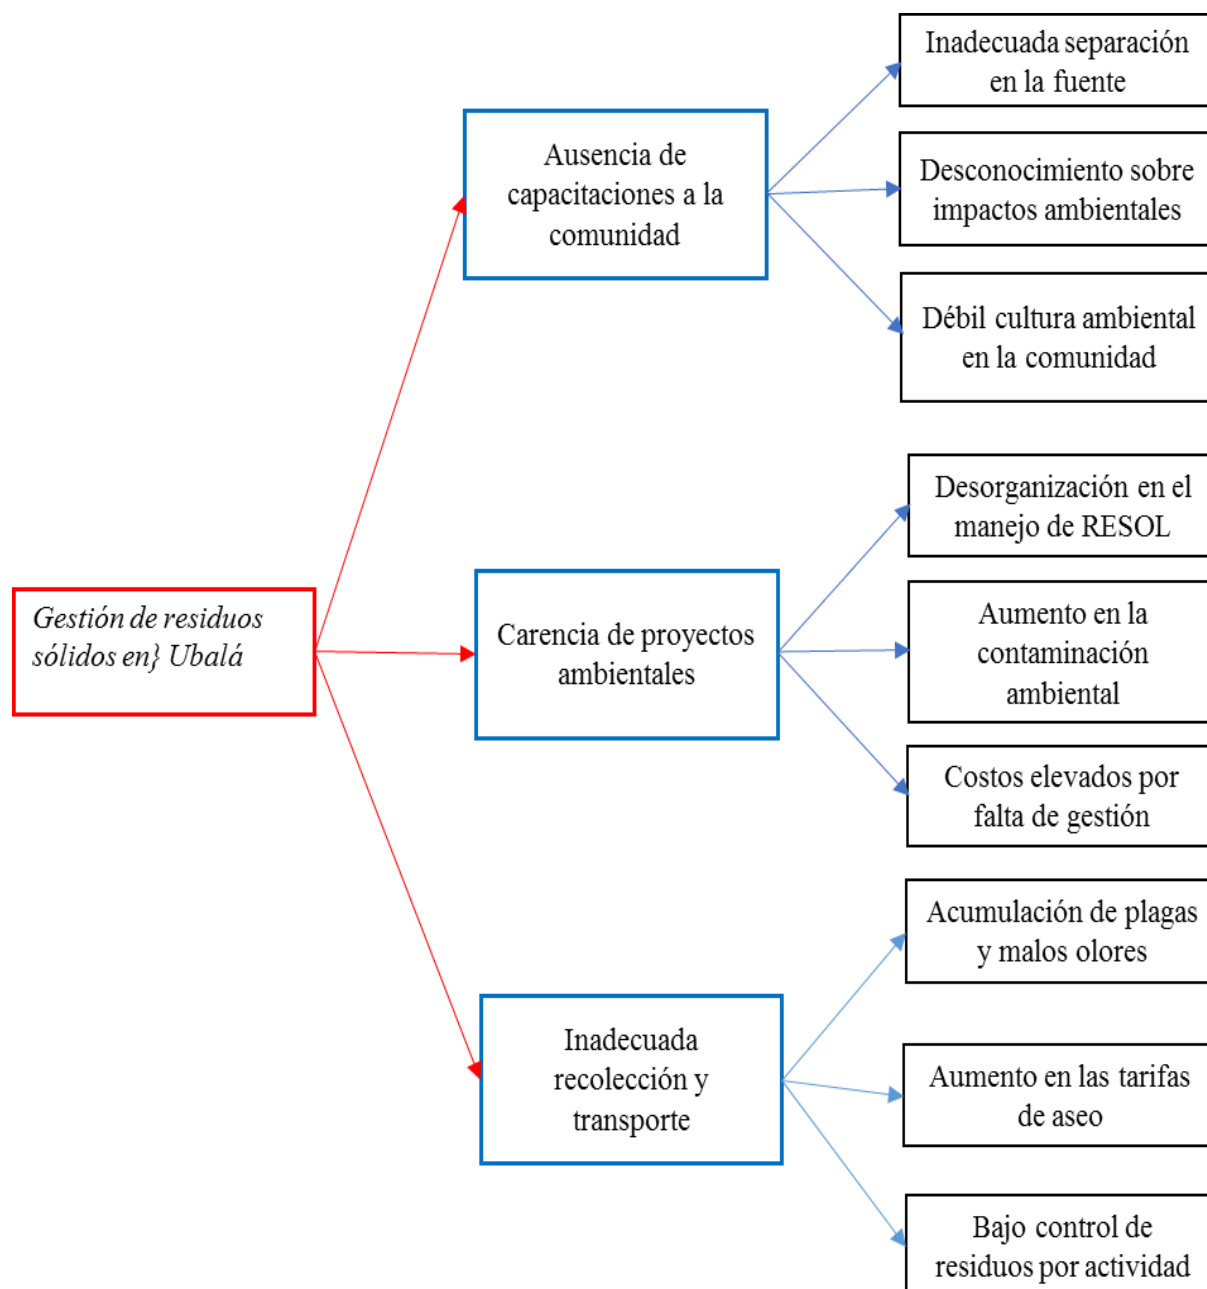 Gestión de residuos
sólidos en} Ubalá
Ausencia de
capacitaciones a la
comunidad
Inadecuada separación
en la fuente
Desconocimiento sobre
impactos ambientales
Débil cultura ambiental
en la comunidad
Carencia de proyectos
ambientales
Desorganización en el
manejo de RESOL
Aumento en la
contaminación
ambiental
Costos elevados por
falta de gestión
Inadecuada
recolección y
transporte
Acumulación de plagas
y malos olores
Aumento en las tarifas
de aseo
Bajo control de
residuos por actividad